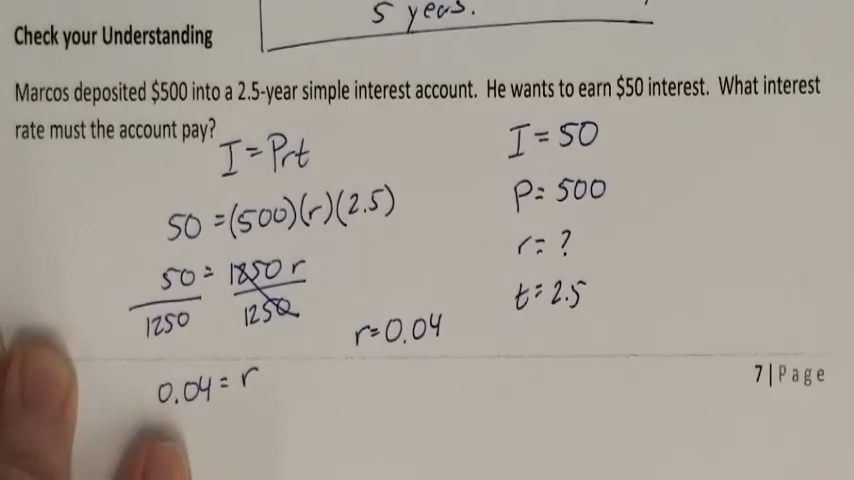 5 years.
Check your Understanding
Marcos deposited $500 into a 2.5-year simple interest account. He wants to earn $50 interest. What interest
rate must the account pay?
I = Prt
50 = (500)(r)(2.5)
50 = 1250 r
1250 1250
0.04 = r
r = 0.04
I = 50
P = 500
r = ?
t = 2.5
7 | Page